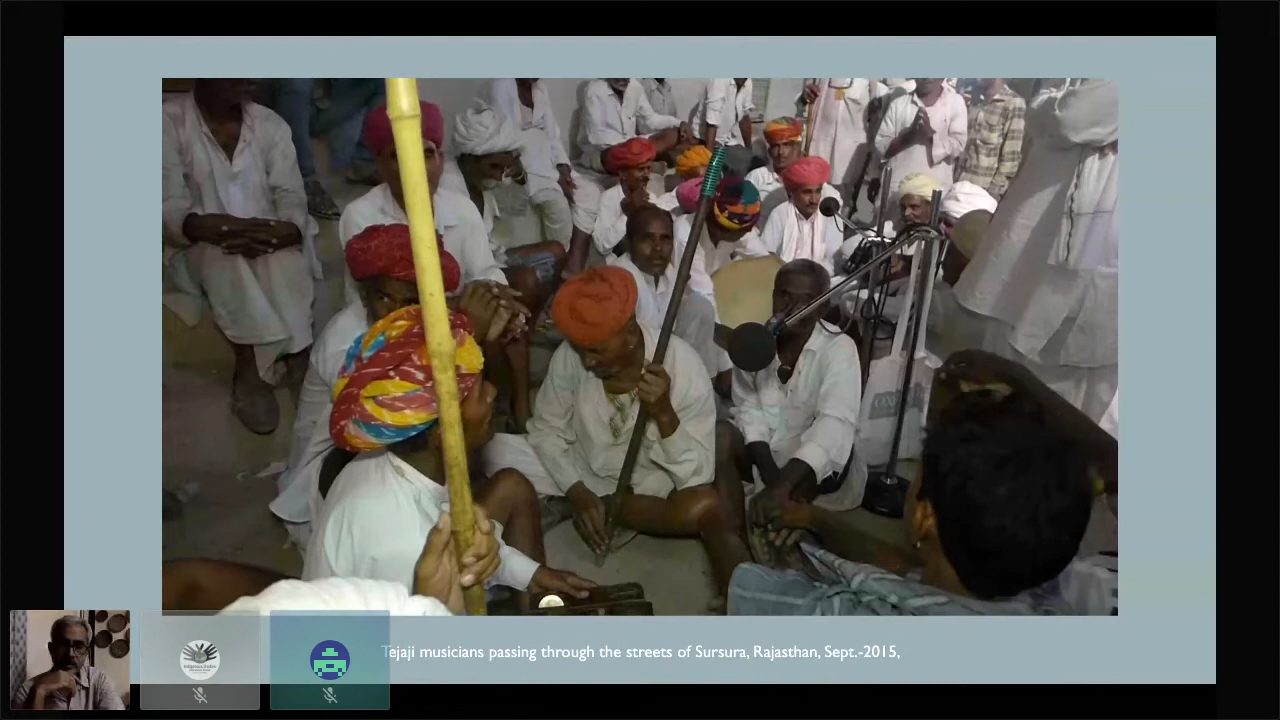 Tejaji musicians passing through the streets of Sursura, Rajasthan, Sept.-2015,